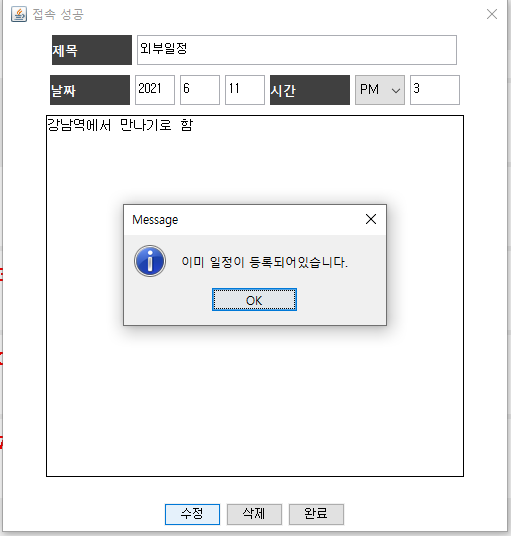 접속 성공
제목 외부일정
날짜 2021 6 11 시간 PM 3
강남역에서 만나기로 함
Message
이미 일정이 등록되어있습니다.
OK
수정 삭제 완료